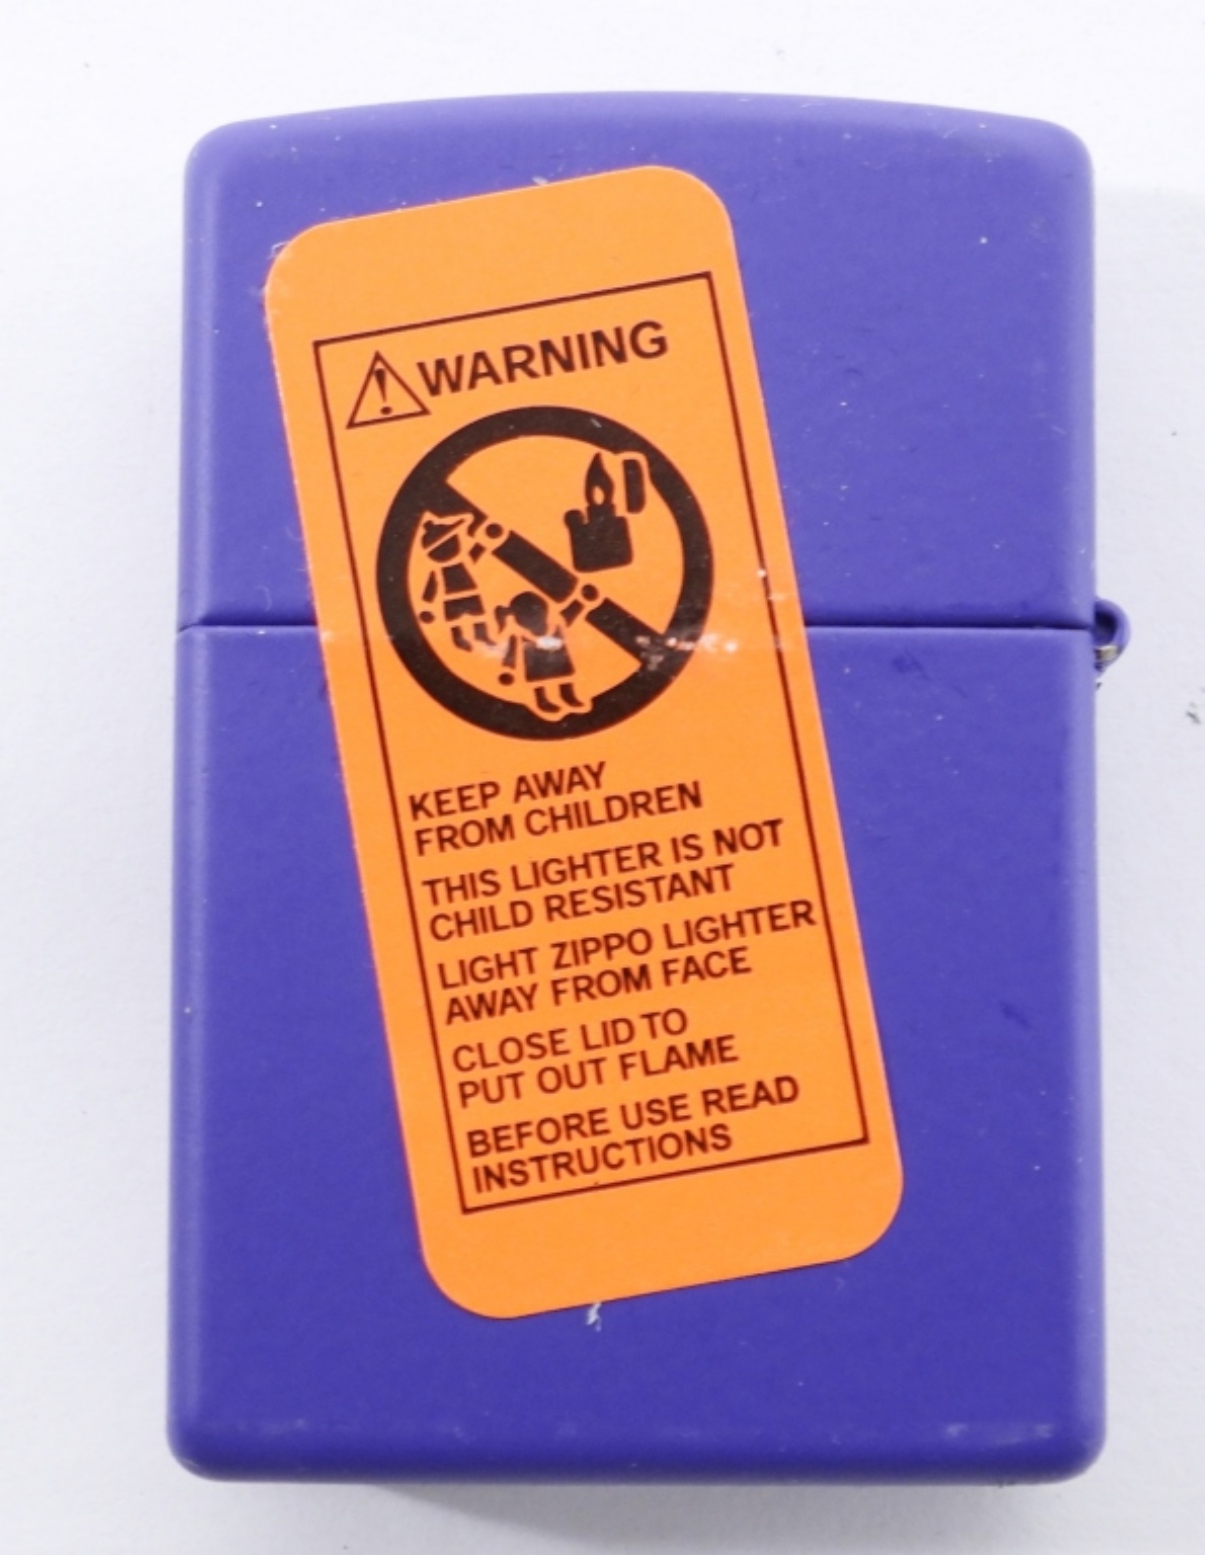 WARNING
KEEP AWAY
FROM CHILDREN
THIS LIGHTER IS NOT
CHILD RESISTANT
LIGHT ZIPPO LIGHTER
AWAY FROM FACE
CLOSE LID TO
PUT OUT FLAME
BEFORE USE READ
INSTRUCTIONS